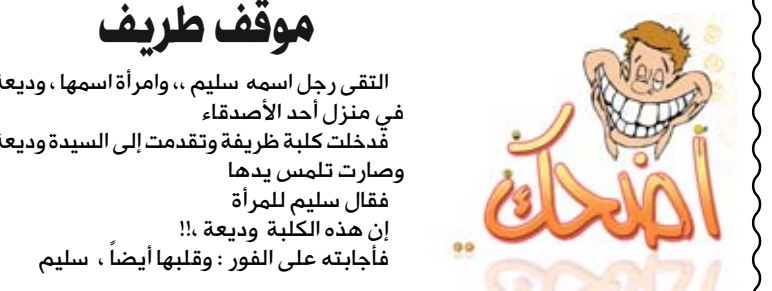 موقف طريف
التقى رجل اسمه سليم ،، وامرأة اسمها ، وديعة
في منزل أحد الأصدقاء
فدخلت كلبة ظريفة وتقدمت إلى السيدة وديعة
وصارت تلمس يدها
فقال سليم للمرأة
إن هذه الكلبة وديعة ،!!
فأجابته على الفور : وقلبها أيضاً ، سليم
أضحك ..